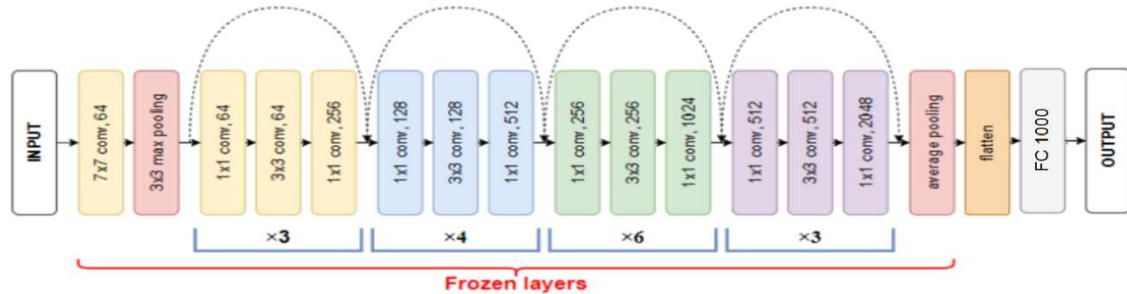 INPUT
7x7 conv, 64
3x3 max pooling
1x1 conv, 64
3x3 conv, 64
1x1 conv, 256
1x1 conv, 128
3x3 conv, 128
1x1 conv, 512
1x1 conv, 256
3x3 conv, 256
1x1 conv, 1024
1x1 conv, 512
3x3 conv, 512
1x1 conv, 2048
average pooling
flatten
FC 1000
OUTPUT
×3
×4
×6
×3
Frozen layers